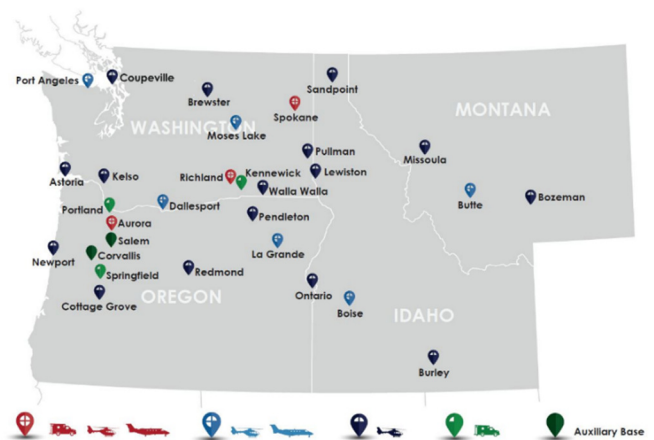 Port Angeles
Coupeville
Brewster
Sandpoint
Spokane
MONTANA
WASHINGTON
Moses Lake
Pullman
Missoula
Astoria
Kelso
Richland
Kennewick
Lewiston
Walla Walla
Portland
Dallesport
Butte
Bozeman
Aurora
Pendleton
Salem
Newport
Corvallis
La Grande
Springfield
Redmond
Cottage Grove
OREGON
Ontario
Boise
IDAHO
Burley
Auxillary Base